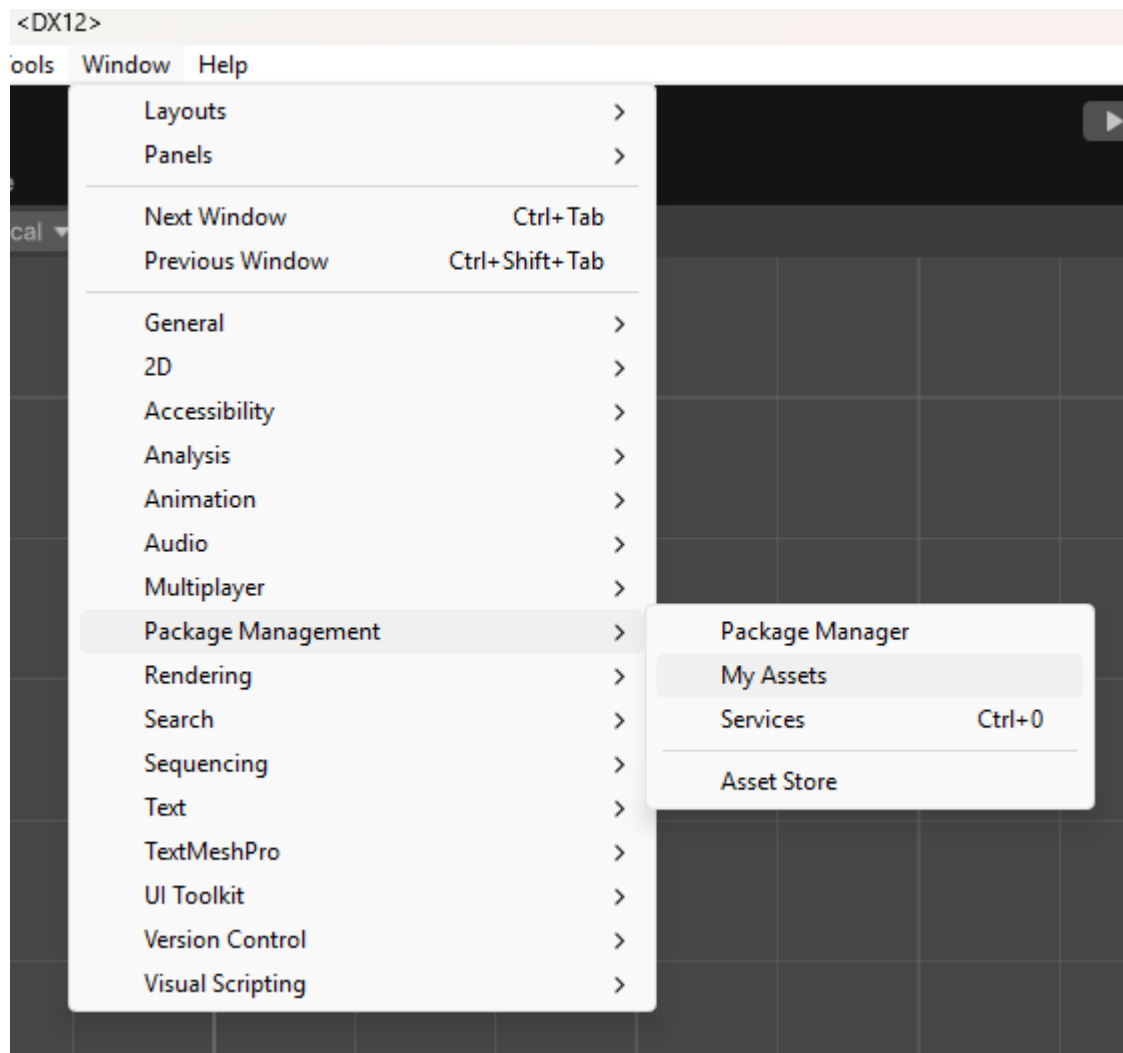 <DX12>
ools Window Help
Layouts
Panels
Next Window Ctrl+Tab
Previous Window Ctrl+Shift+Tab
cal
General
2D
Accessibility
Analysis
Animation
Audio
Multiplayer
Package Management
Rendering
Search
Sequencing
Text
TextMeshPro
UI Toolkit
Version Control
Visual Scripting
Package Manager
My Assets
Services Ctrl+0
Asset Store